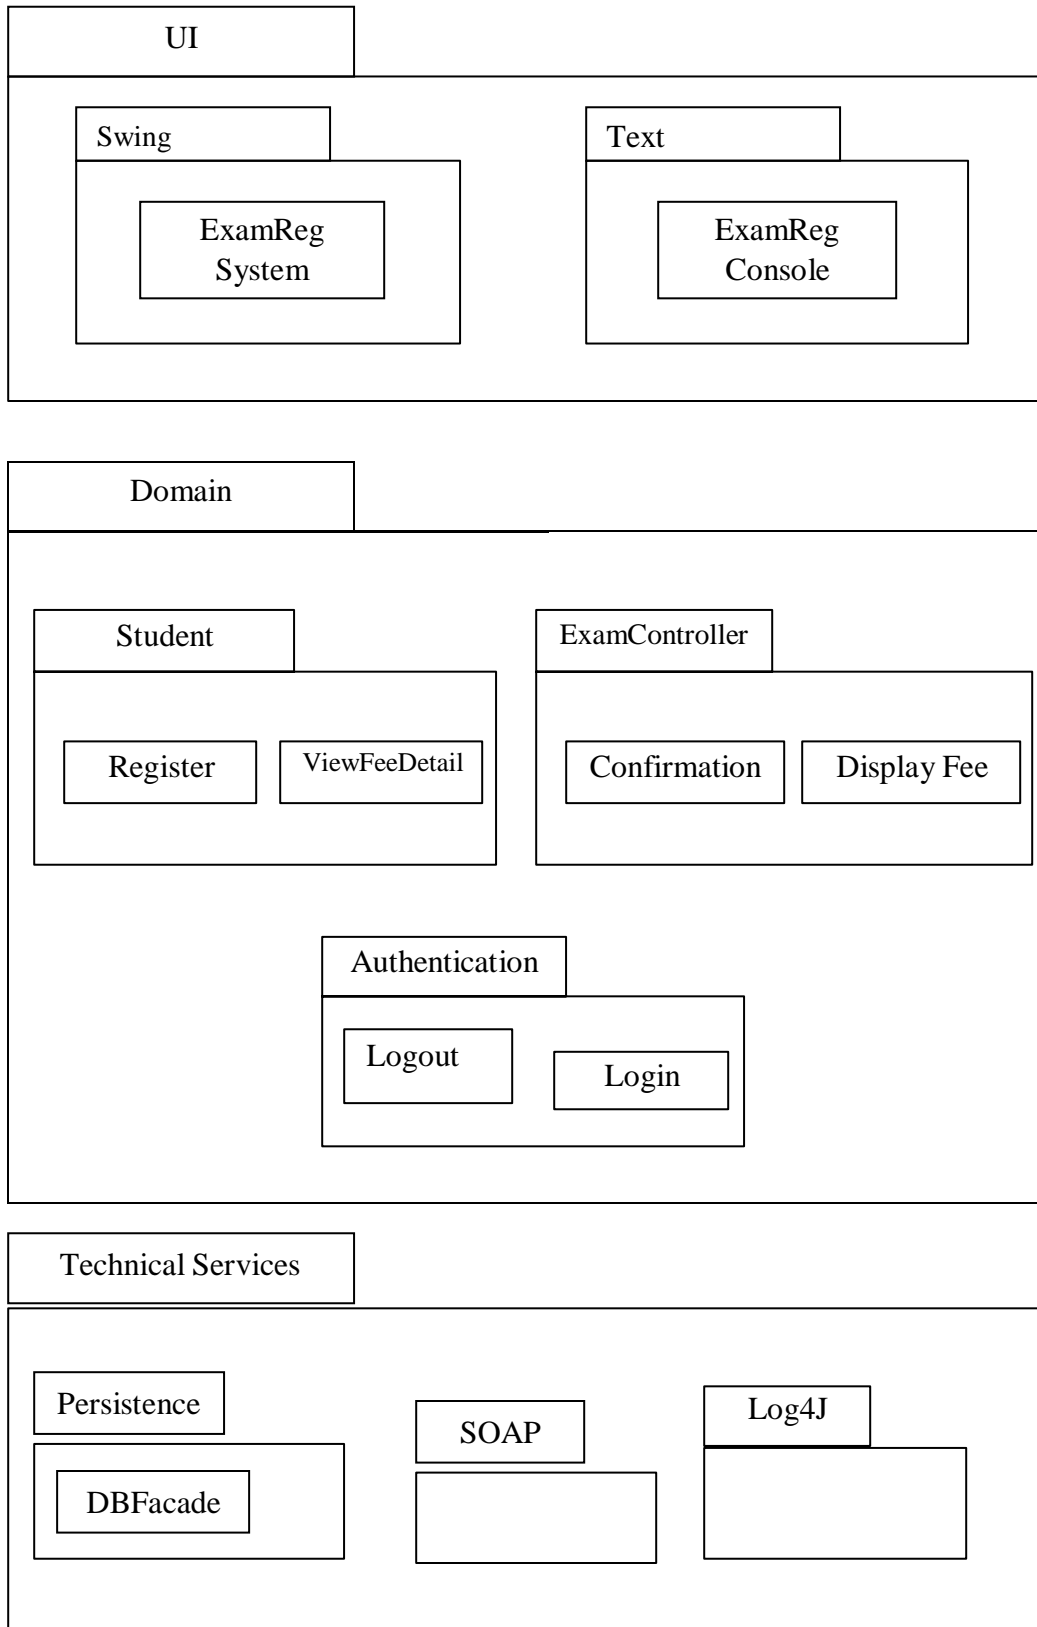 UI
Swing
Text
ExamReg
System
ExamReg
Console
Domain
Student
ExamController
Register
ViewFeeDetail
Confirmation
Display Fee
Authentication
Logout
Login
Technical Services
Persistence
SOAP
Log4J
DBFacade